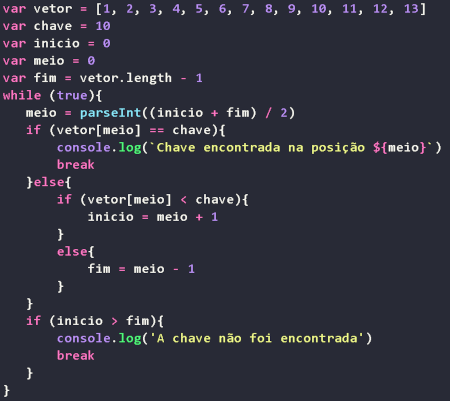 var vetor = [1, 2, 3, 4, 5, 6, 7, 8, 9, 10, 11, 12, 13]
var chave = 10
var inicio = 0
var meio = 0
var fim = vetor.length - 1
while (true){
   meio = parseInt((inicio + fim) / 2)
   if (vetor[meio] == chave){
       console.log(`Chave encontrada na posição ${meio}`)
       break
   }else{
       if (vetor[meio] < chave){
           inicio = meio + 1
       }
       else{
           fim = meio - 1
       }
   }
   if (inicio > fim){
       console.log('A chave não foi encontrada')
       break
   }
}